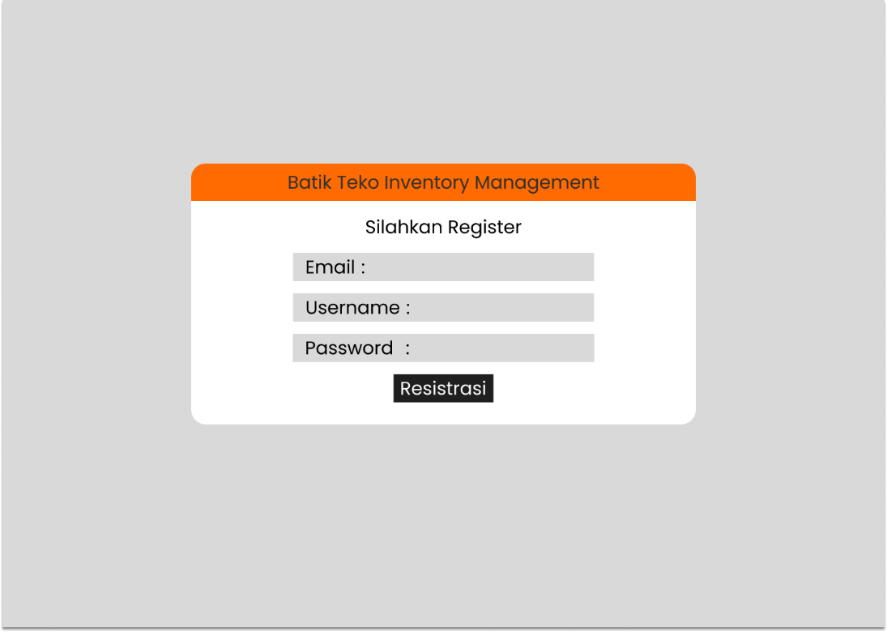 Batik Teko Inventory Management
Silahkan Register
Email :
Username :
Password :
Resistrasi